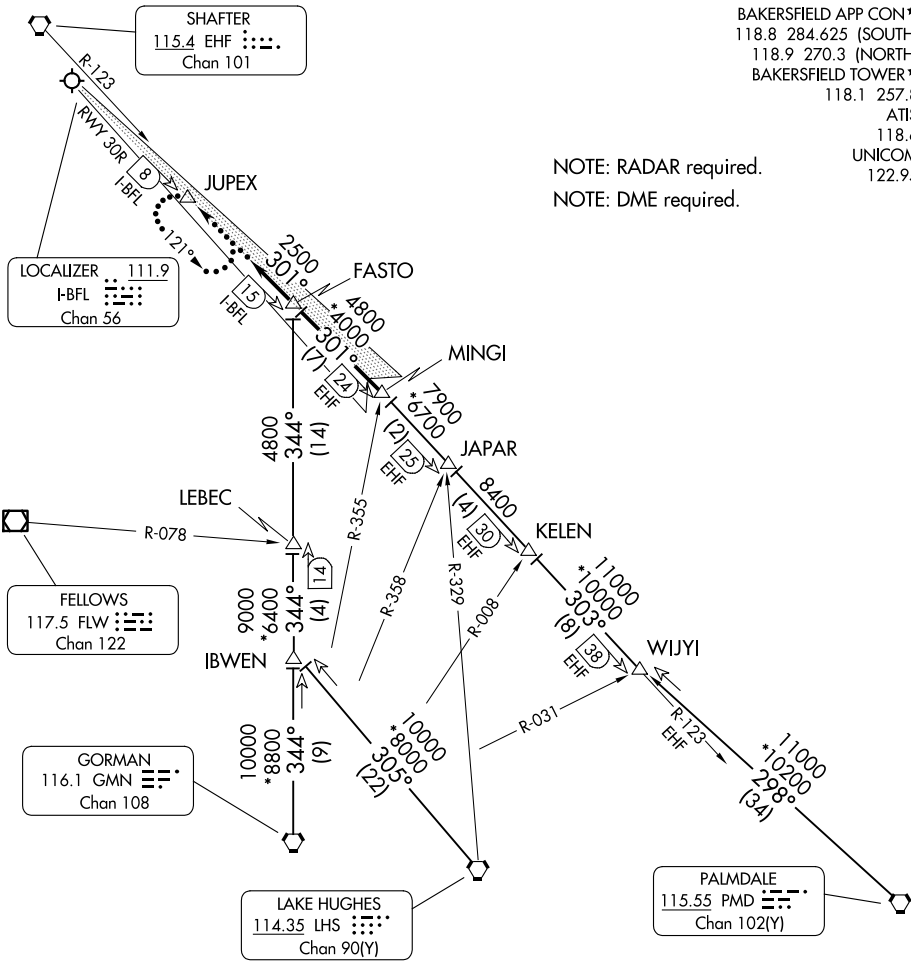 SHAFTER
115.4 EHF
Chan 101
BAKERSFIELD APP CON*
118.8 284.625 (SOUTH
118.9 270.3 (NORTH
BAKERSFIELD TOWER*
118.1 257.8
ATIS
118.6
UNICOM
122.95
NOTE: RADAR required.
NOTE: DME required.
R-123
RWY 30R
8
I-BFL
JUPEX
121°
LOCALIZER 111.9
I-BFL
Chan 56
2500
301°
15
I-BFL
FASTO
4800
*4000
301°
(7)
24
EHF
MINGI
7900
*6700
(2)
25
EHF
JAPAR
8400
(4)
30
EHF
KELEN
11000
*10000
303°
(8)
38
EHF
WIJYI
R-123
EHF
11000
*10200
298°
(34)
4800
344°
(14)
LEBEC
R-078
14
FELLOWS
117.5 FLW
Chan 122
9000
*6400
344°
(4)
IBWEN
R-355
R-358
R-329
R-008
R-031
10000
*8800
344°
(9)
10000
*8000
305°
(22)
GORMAN
116.1 GMN
Chan 108
LAKE HUGHES
114.35 LHS
Chan 90(Y)
PALMDALE
115.55 PMD
Chan 102(Y)